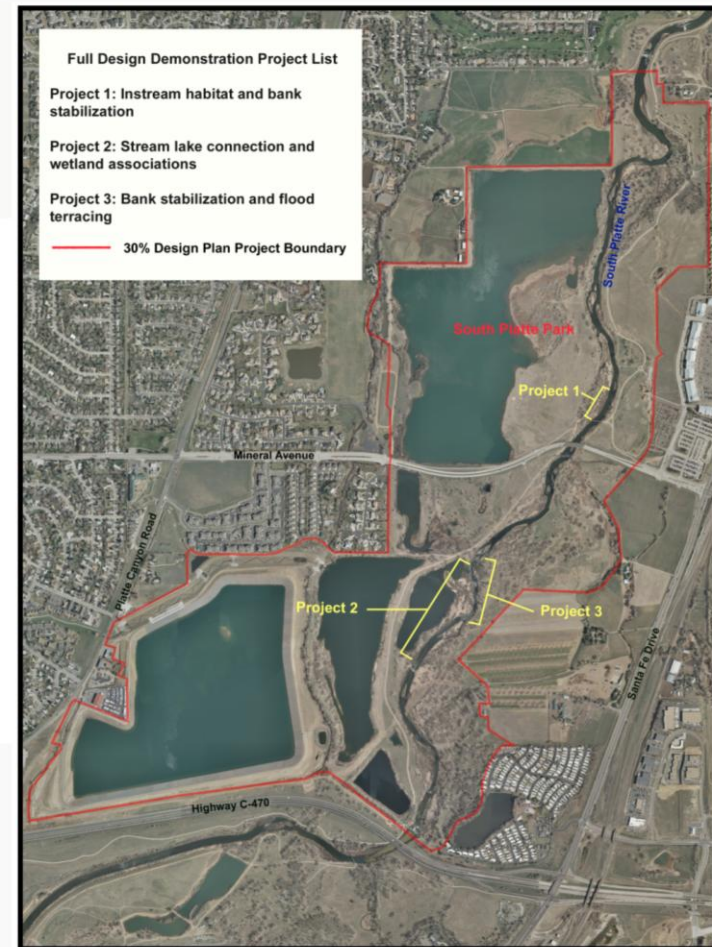 Full Design Demonstration Project List
Project 1: Instream habitat and bank
stabilization
Project 2: Stream lake connection and
wetland associations
Project 3: Bank stabilization and flood
terracing
30% Design Plan Project Boundary
South Platte River
South Platte Park
Project 1
Mineral Avenue
Platte Canyon Road
Project 2
Project 3
Santa Fe Drive
Highway C-470